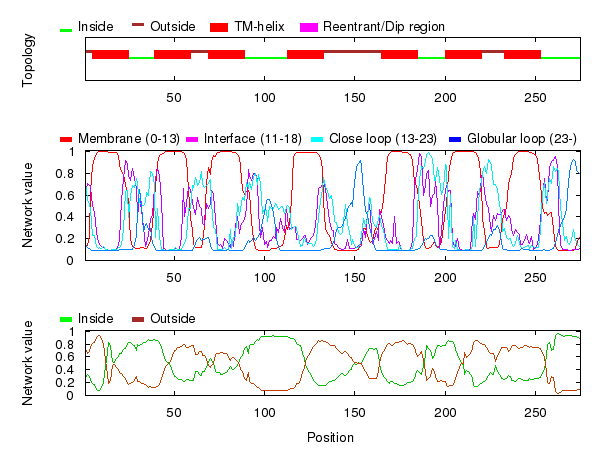 Inside Outside TM-helix Reentrant/Dip region
Topology
50 100 150 200 250
Membrane (0-13) Interface (11-18) Close loop (13-23) Globular loop (23-)
Network value
1
0.8
0.6
0.4
0.2
0
50 100 150 200 250
Inside Outside
Network value
1
0.8
0.6
0.4
0.2
0
50 100 150 200 250
Position